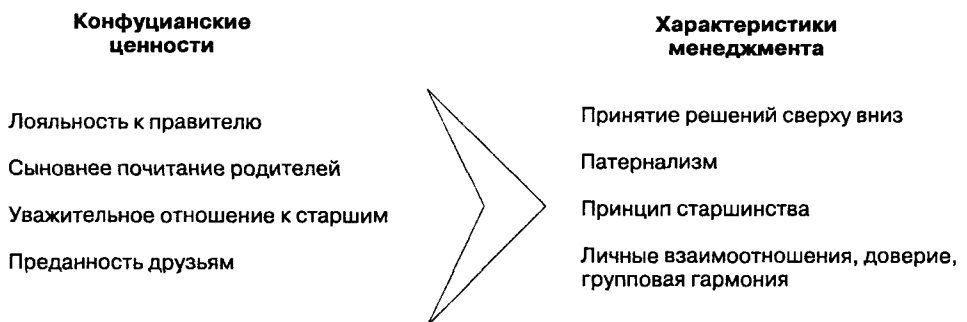 Конфуцианские
ценности
Лояльность к правителю
Сыновнее почитание родителей
Уважительное отношение к старшим
Преданность друзьям
Характеристики
менеджмента
Принятие решений сверху вниз
Патернализм
Принцип старшинства
Личные взаимоотношения, доверие,
групповая гармония